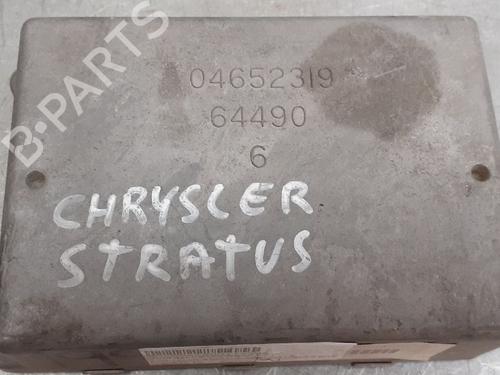 B-PARTS
04652319
64490
6
CHRYSLER
STRATUS